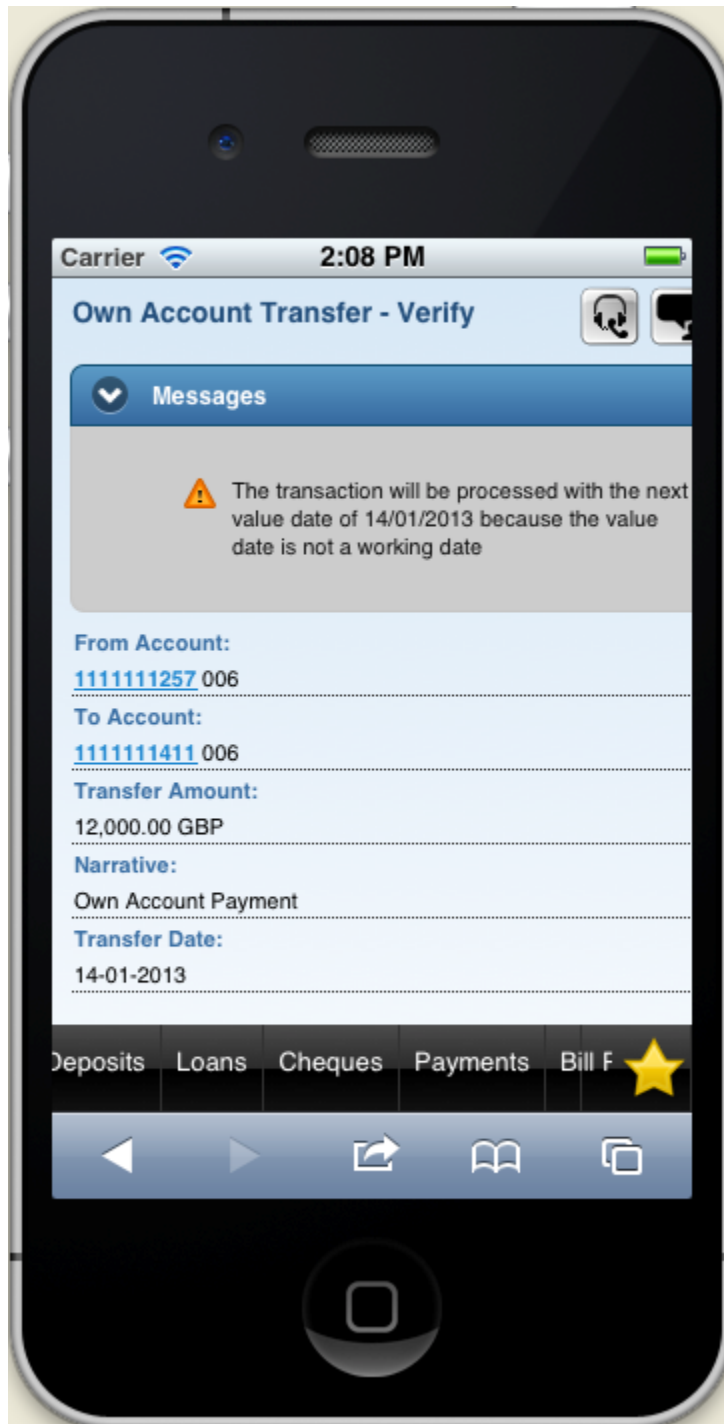 Carrier 2:08 PM
Own Account Transfer - Verify
Messages
The transaction will be processed with the next
value date of 14/01/2013 because the value
date is not a working date
From Account:
1111111257 006
To Account:
1111111411 006
Transfer Amount:
12,000.00 GBP
Narrative:
Own Account Payment
Transfer Date:
14-01-2013
Deposits Loans Cheques Payments Bill